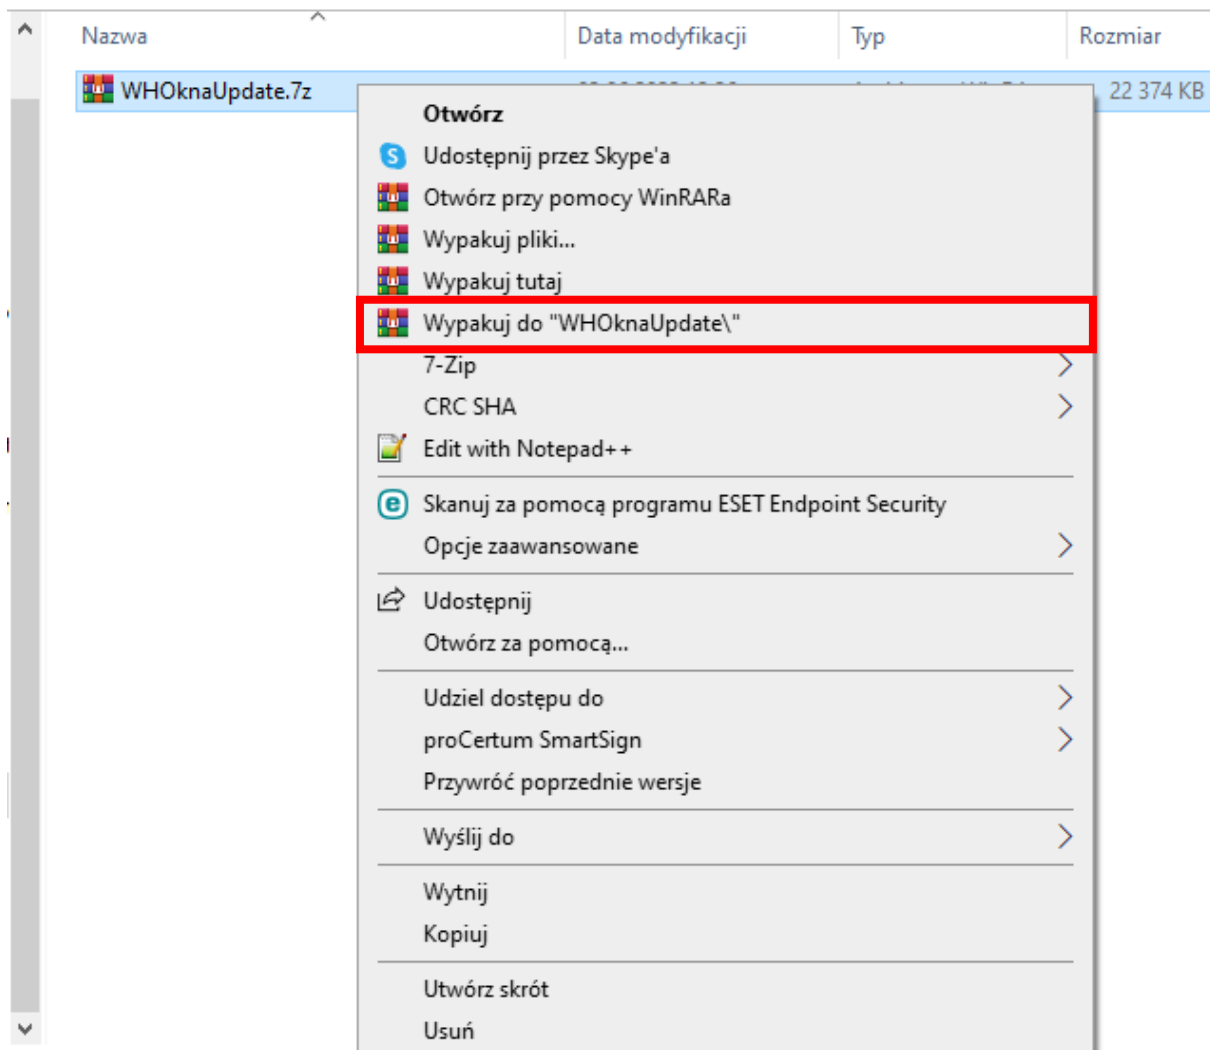 Nazwa Data modyfikacji Typ Rozmiar
WHOknaUpdate.7z 22 374 KB
Otwórz
Udostępnij przez Skype'a
Otwórz przy pomocy WinRARa
Wypakuj pliki...
Wypakuj tutaj
Wypakuj do "WHOknaUpdate\"
7-Zip
CRC SHA
Edit with Notepad++
Skanuj za pomocą programu ESET Endpoint Security
Opcje zaawansowane
Udostępnij
Otwórz za pomocą...
Udziel dostępu do
proCertum SmartSign
Przywróć poprzednie wersje
Wyślij do
Wytnij
Kopiuj
Utwórz skrót
Usuń